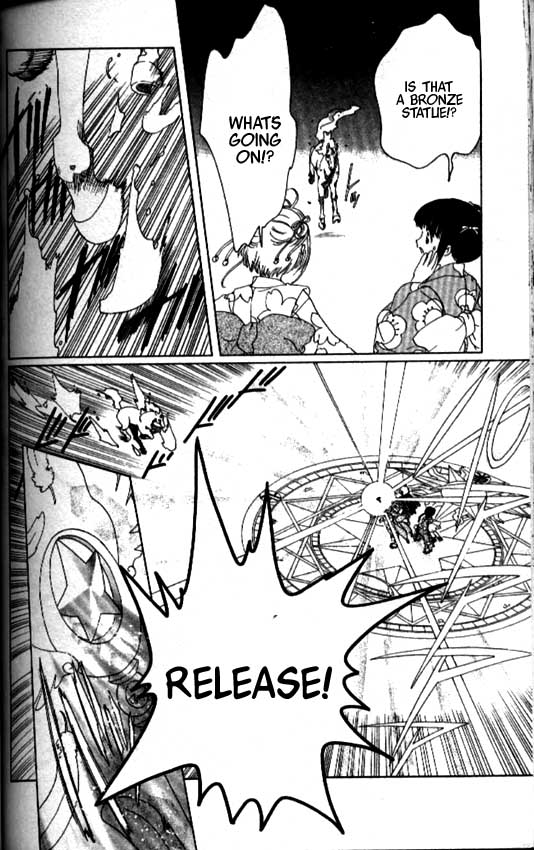 IS THAT
A BRONZE
STATUE!?
WHATS
GOING
ON!?
RELEASE!